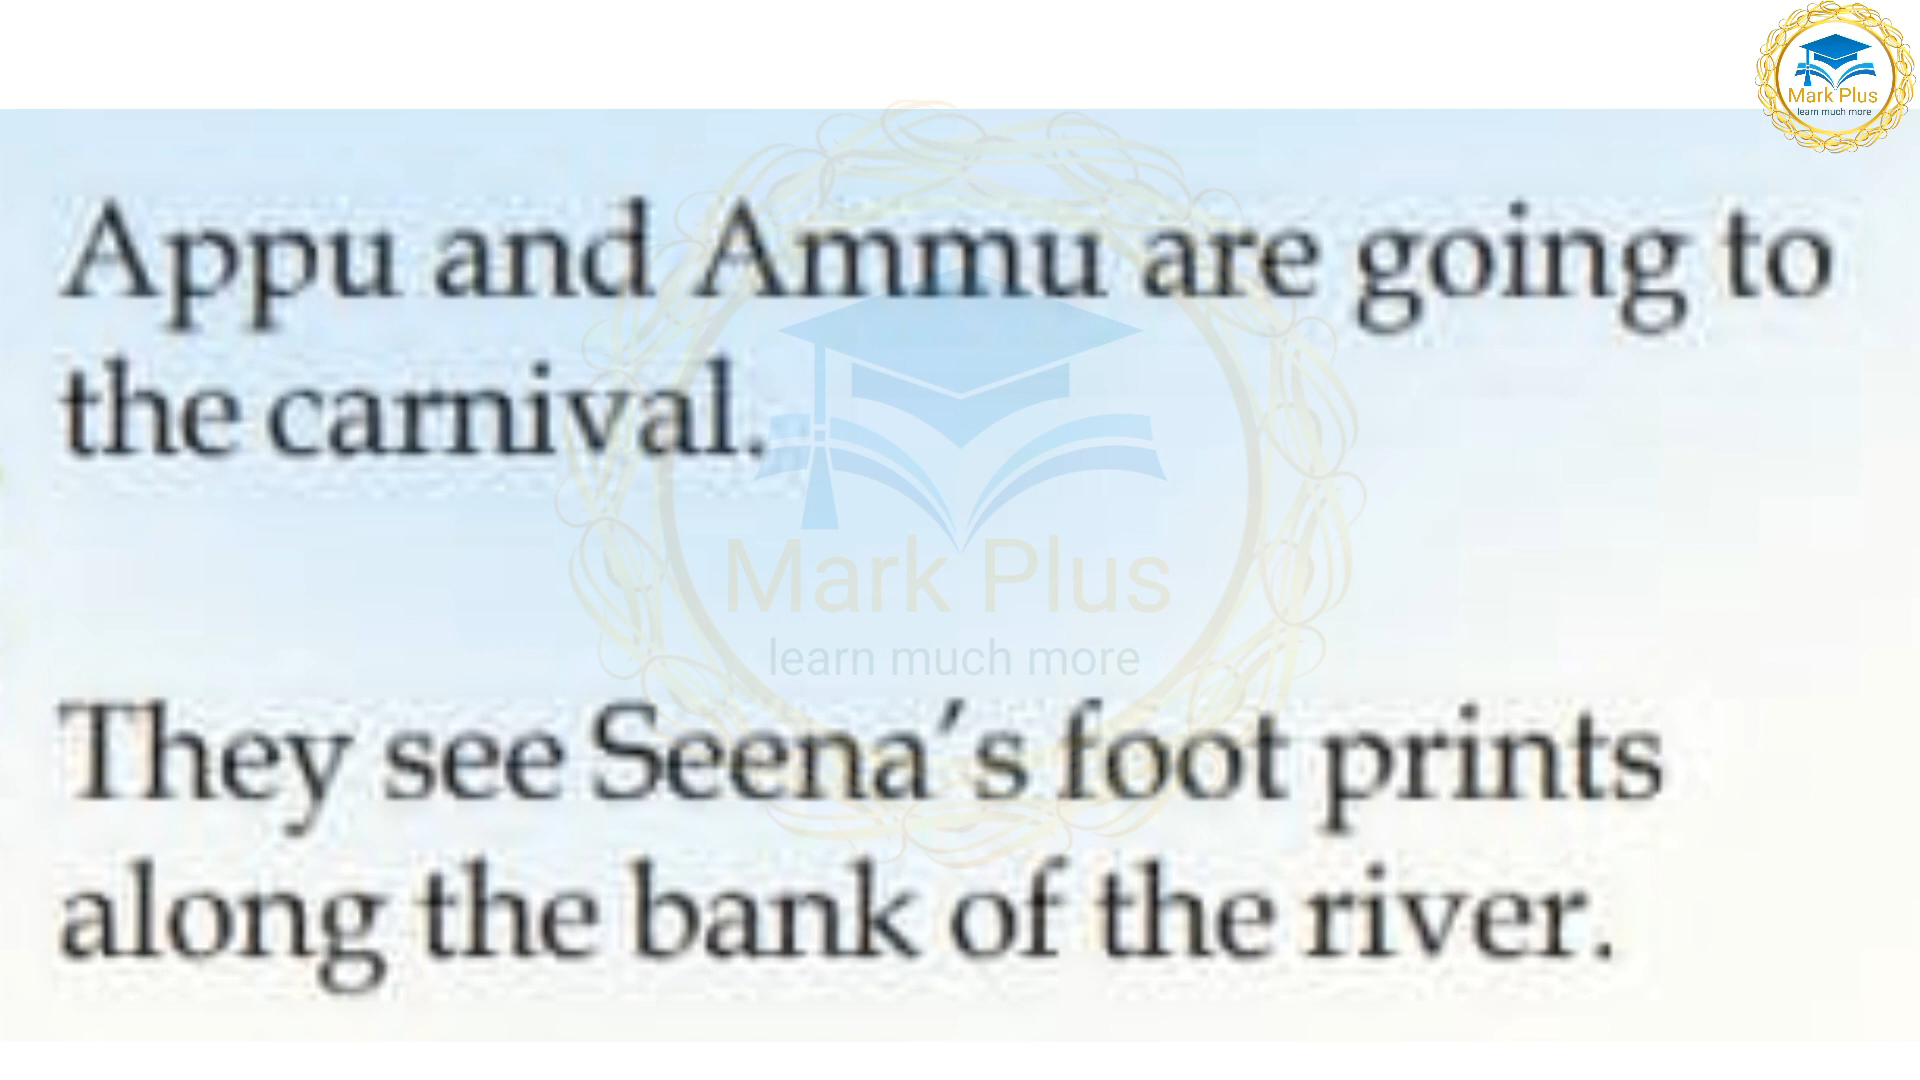 Mark Plus
learn much more
Appu and Ammu are going to
the carnival.
Mark Plus
learn much more
They see Seena's foot prints
along the bank of the river.